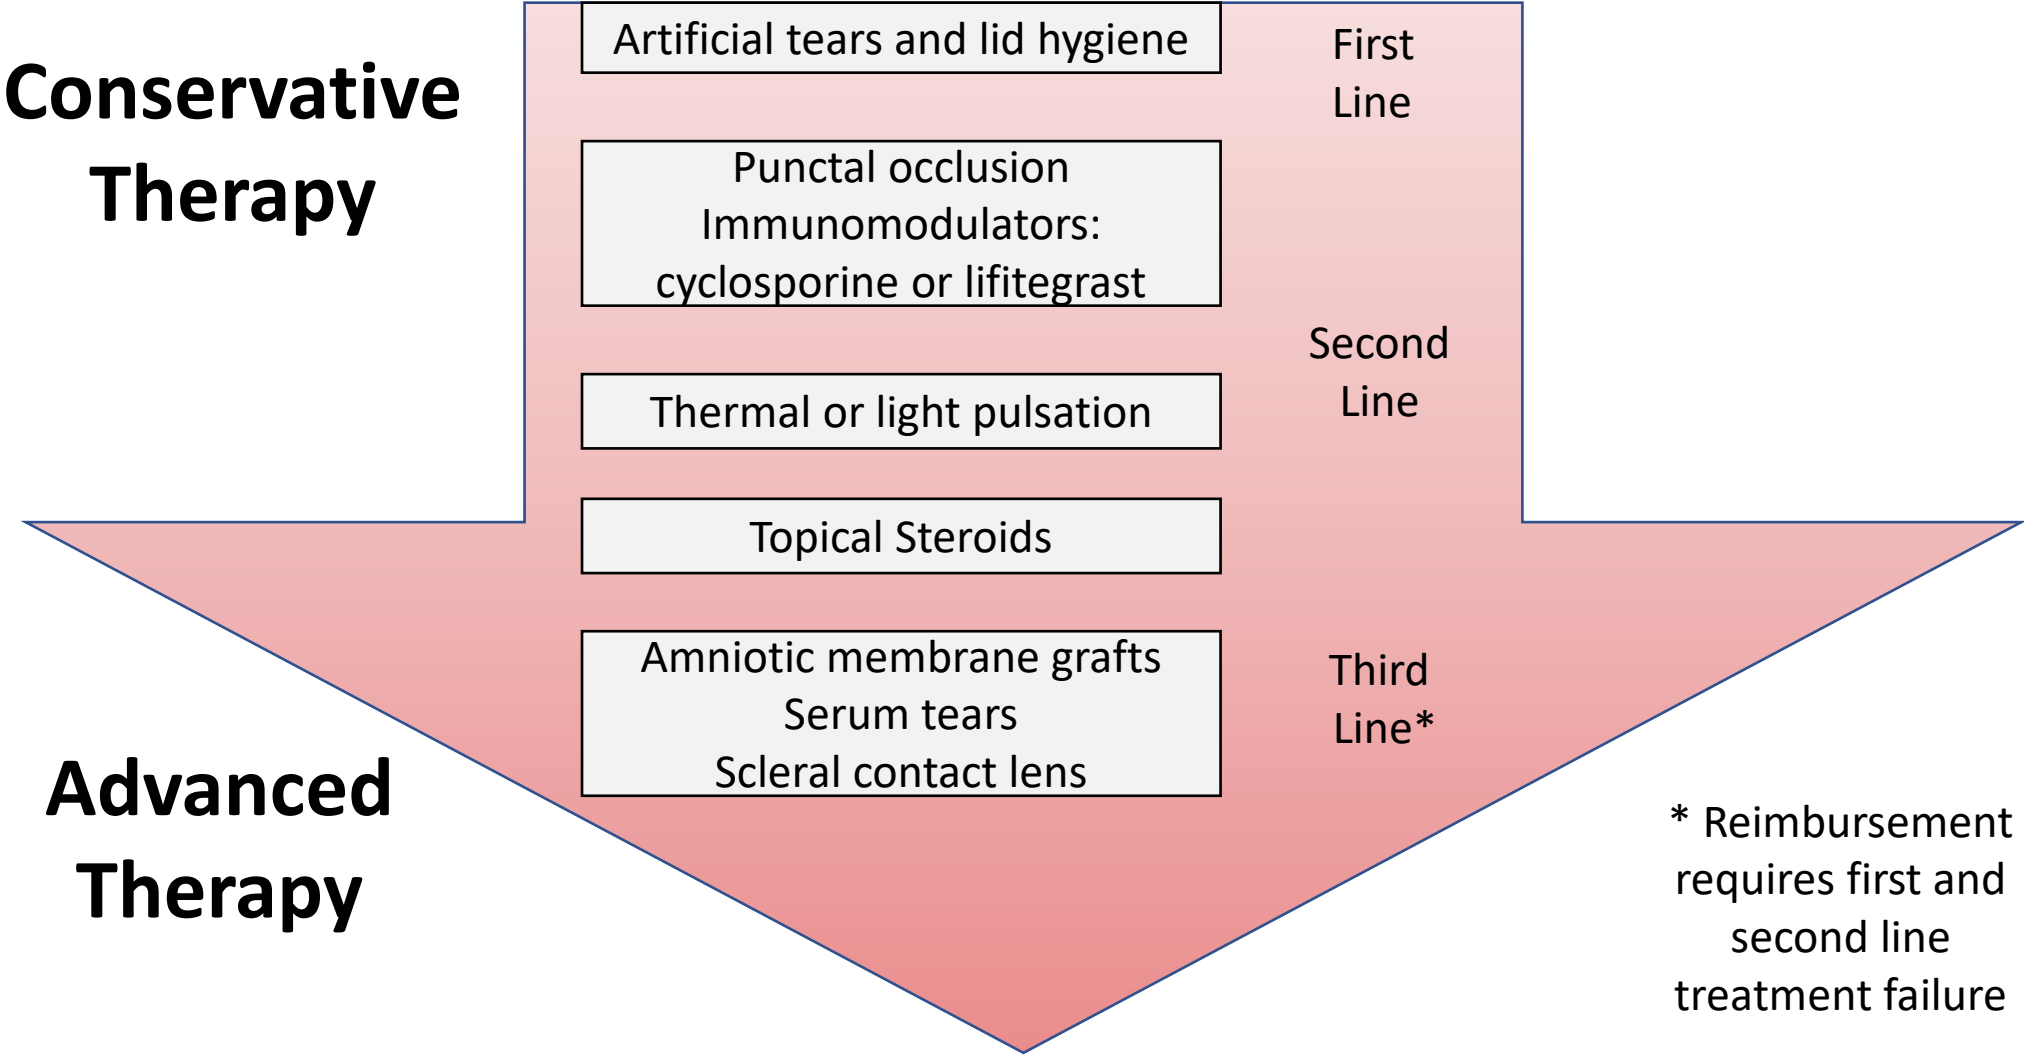 Conservative
Therapy
Artificial tears and lid hygiene
First
Line
Punctal occlusion
Immunomodulators:
cyclosporine or lifitegrast
Second
Line
Thermal or light pulsation
Topical Steroids
Amniotic membrane grafts
Serum tears
Scleral contact lens
Third
Line*
Advanced
Therapy
* Reimbursement
requires first and
second line
treatment failure